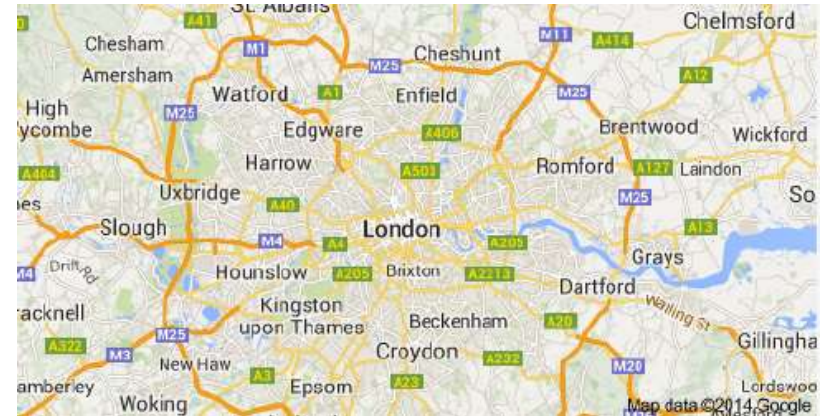 St Albans
A41
Chelmsford
Chesham
M1
M11
A414
Cheshunt
M25
A12
Amersham
Watford
A1
Enfield
M25
M25
High
Wycombe
Edgware
A406
Brentwood
Wickford
Harrow
A503
Romford
A127
Laindon
A404
Uxbridge
A40
M25
So
Slough
M4
A4
London
A205
A13
Drift Rd
M4
Hounslow
A205
Brixton
A2213
Grays
Dartford
racknell
Kingston
upon Thames
Beckenham
A20
Watling St
Gillingha
A322
M3
M25
New Haw
Croydon
A232
M20
amberley
A3
Epsom
A23
Lordswoo
Woking
Map data ©2014 Google